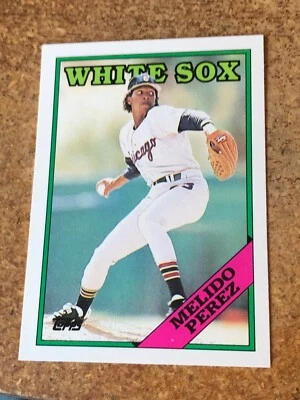 WHITE SOX
Chicago
MELIDO
PEREZ
Topps